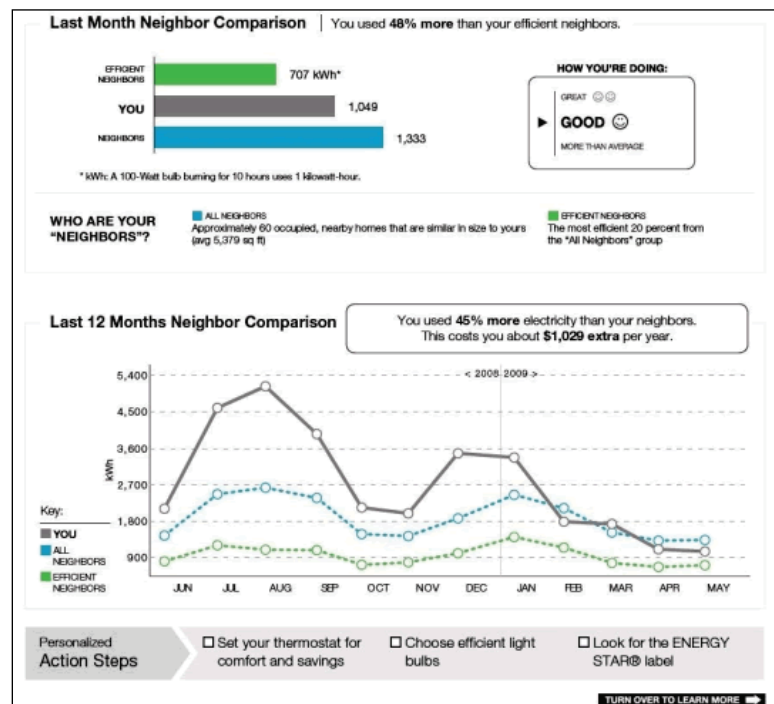 Last Month Neighbor Comparison | You used 48% more than your efficient neighbors.
EFFICIENT
NEIGHBORS
707 kWh*
YOU
1,049
NEIGHBORS
1,333
* kWh: A 100-Watt bulb burning for 10 hours uses 1 kilowatt-hour.
HOW YOU'RE DOING:
GREAT
GOOD
MORE THAN AVERAGE
WHO ARE YOUR
"NEIGHBORS"?
ALL NEIGHBORS
Approximately 60 occupied, nearby homes that are similar in size to yours
(avg 5,379 sq ft)
EFFICIENT NEIGHBORS
The most efficient 20 percent from
the "All Neighbors" group
Last 12 Months Neighbor Comparison
You used 45% more electricity than your neighbors.
This costs you about $1,029 extra per year.
< 2008 2009 >
5,400
4,500
3,600
2,700
1,800
900
kWh
Key:
YOU
ALL
NEIGHBORS
EFFICIENT
NEIGHBORS
JUN JUL AUG SEP OCT NOV DEC JAN FEB MAR APR MAY
Personalized
Action Steps
Set your thermostat for
comfort and savings
Choose efficient light
bulbs
Look for the ENERGY
STAR® label
TURN OVER TO LEARN MORE